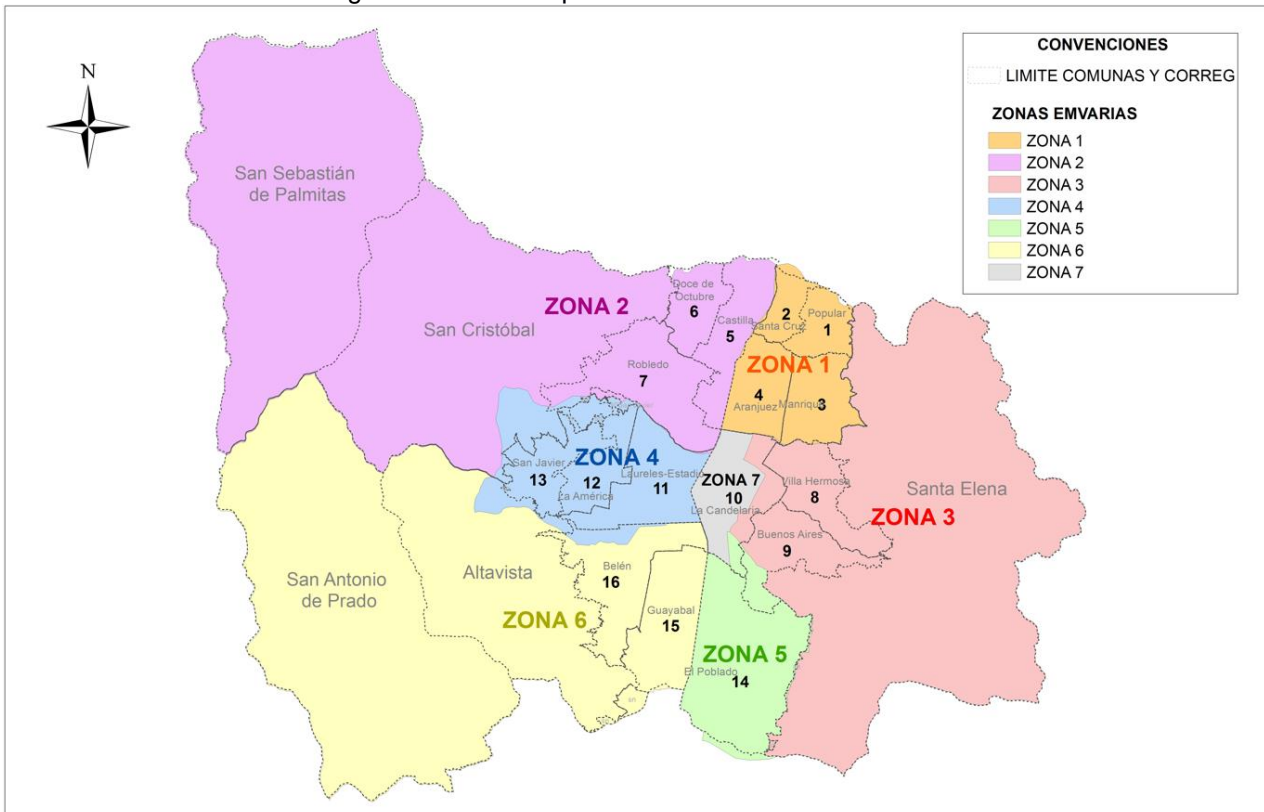 CONVENCIONES
LIMITE COMUNAS Y CORREG
ZONAS EMVARIAS
ZONA 1
ZONA 2
ZONA 3
ZONA 4
ZONA 5
ZONA 6
ZONA 7
N
San Sebastián
de Palmitas
San Cristóbal
ZONA 2
Doce de
Octubre
6
Castilla
5
Robledo
7
2
Santa Cruz
Popular
1
ZONA 1
4
Aranjuez
Manrique
3
San Javier
13
ZONA 4
12
La América
Laureles-Estadio
11
ZONA 7
10
La Candelaria
Villa Hermosa
8
Buenos Aires
9
Santa Elena
ZONA 3
San Antonio
de Prado
Altavista
ZONA 6
Belén
16
Guayabal
15
ZONA 5
El Poblado
14